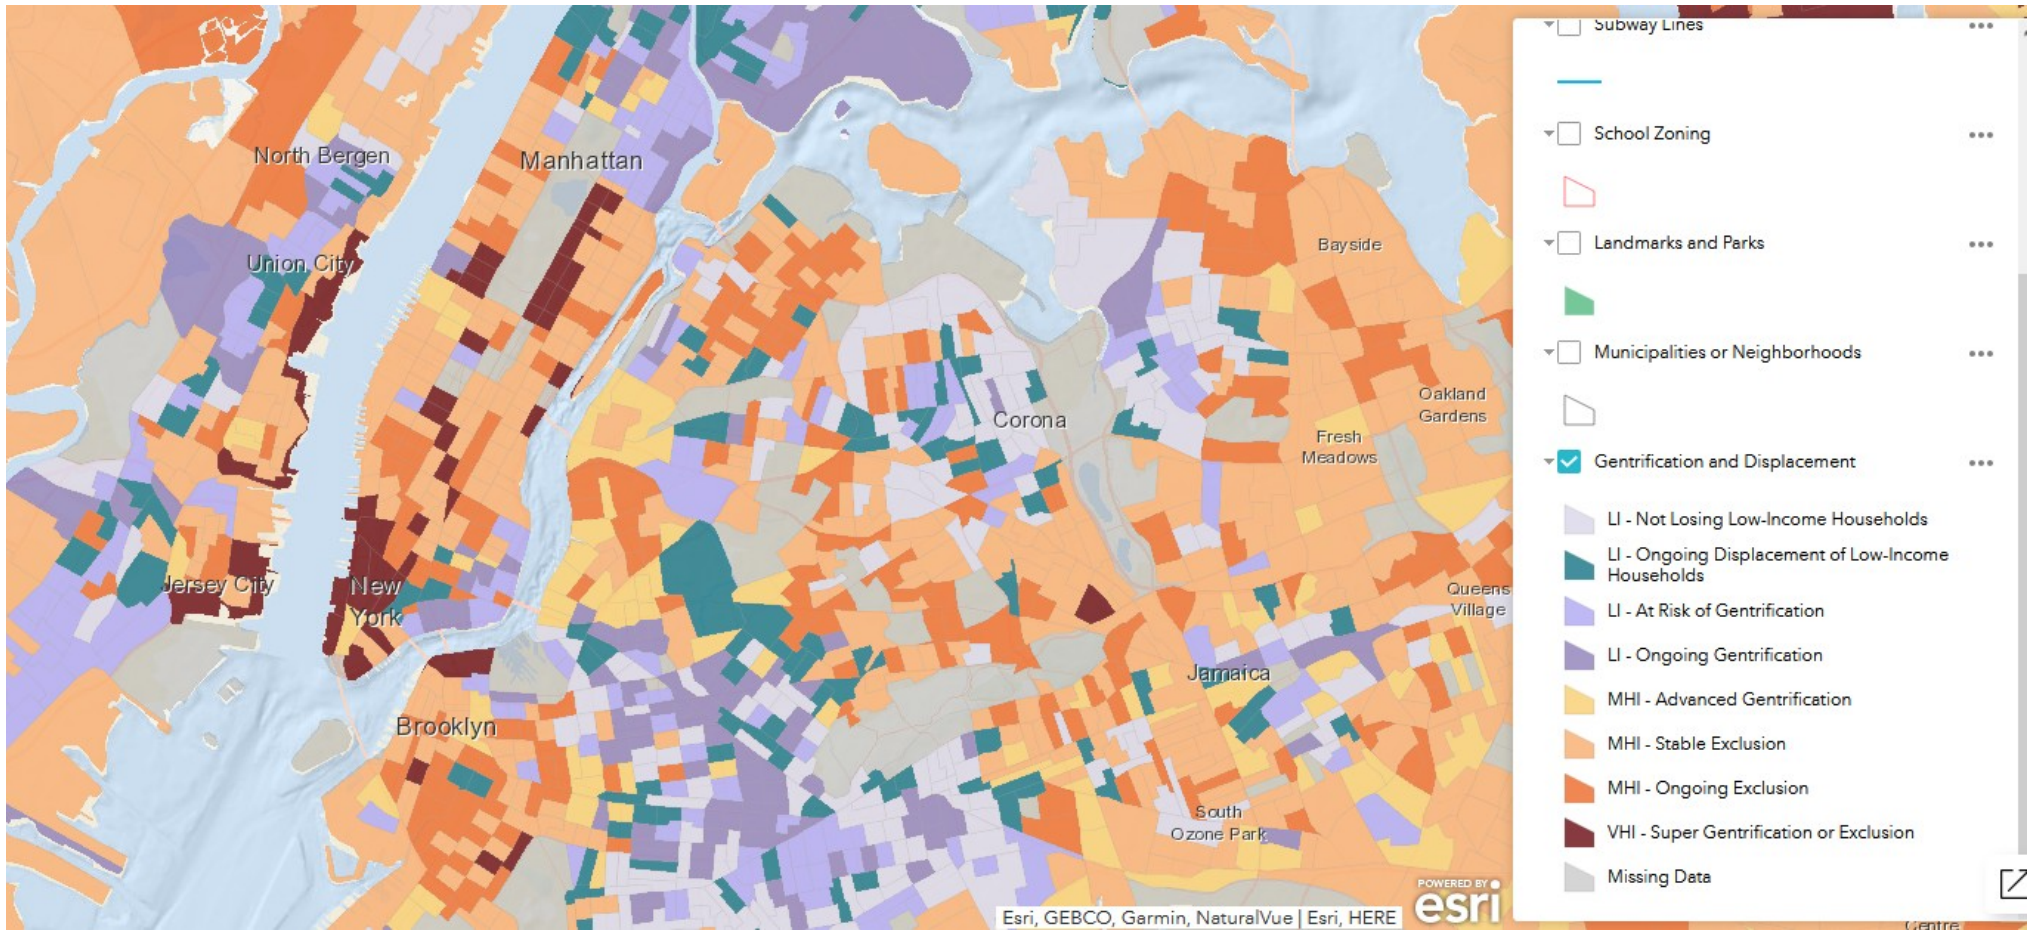 North Bergen
Manhattan
Union City
Bayside
Corona
Oakland
Gardens
Fresh
Meadows
Jersey City
New
York
Queens
Village
Jamaica
Brooklyn
South
Ozone Park
POWERED BY
esri
Esri, GEBCO, Garmin, NaturalVue | Esri, HERE
Subway Lines
School Zoning
Landmarks and Parks
Municipalities or Neighborhoods
Gentrification and Displacement
LI - Not Losing Low-Income Households
LI - Ongoing Displacement of Low-Income
Households
LI - At Risk of Gentrification
LI - Ongoing Gentrification
MHI - Advanced Gentrification
MHI - Stable Exclusion
MHI - Ongoing Exclusion
VHI - Super Gentrification or Exclusion
Missing Data
Centre